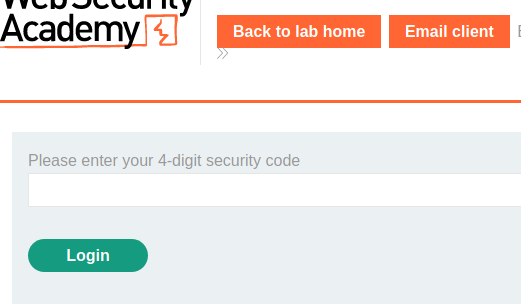 WebSecurity
Academy
Back to lab home
Email client
»
Please enter your 4-digit security code
Login